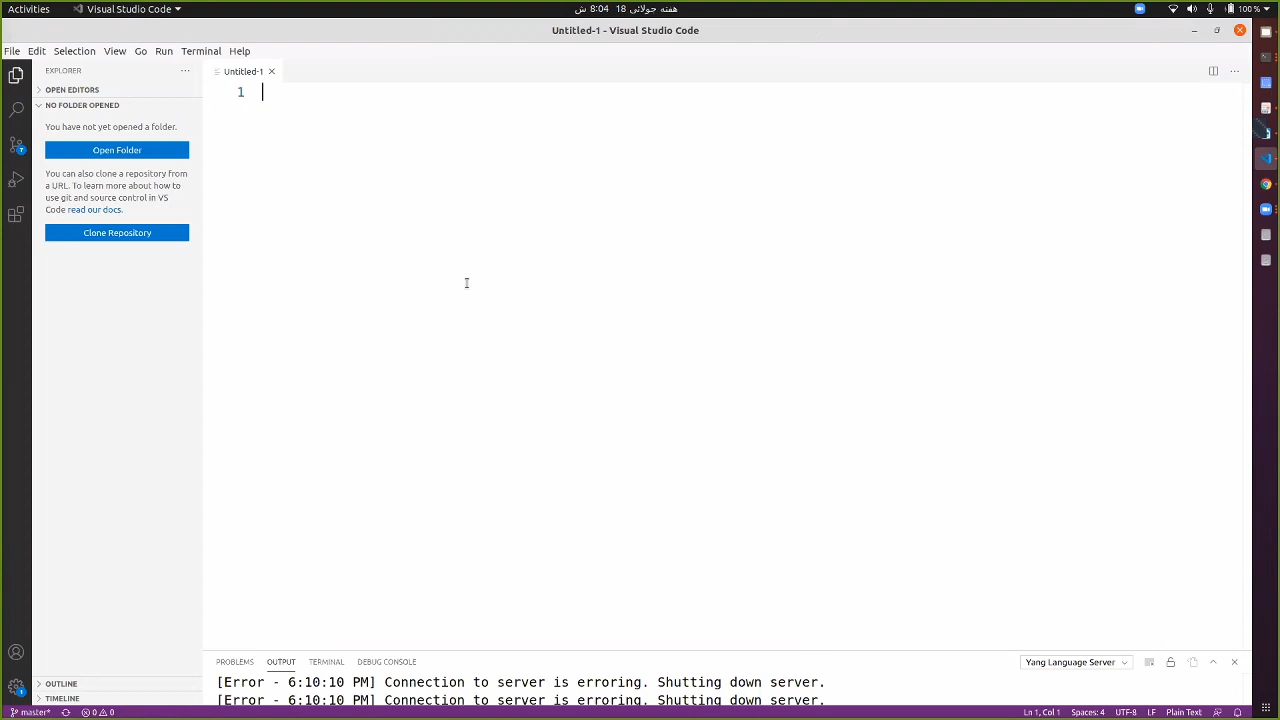 Activities
Visual Studio Code
ہفتہ جولائی 18 8:04 ش
100 %
Untitled-1 - Visual Studio Code
File Edit Selection View Go Run Terminal Help
EXPLORER
Untitled-1
OPEN EDITORS
1
NO FOLDER OPENED
You have not yet opened a folder.
Open Folder
You can also clone a repository from
a URL. To learn more about how to
use git and source control in VS
Code read our docs.
Clone Repository
PROBLEMS OUTPUT TERMINAL DEBUG CONSOLE
Yang Language Server
[Error - 6:10:10 PM] Connection to server is erroring. Shutting down server.
[Error - 6:10:10 PM] Connection to server is erroring. Shutting down server.
OUTLINE
TIMELINE
master* 0 0
Ln 1, Col 1 Spaces: 4 UTF-8 LF Plain Text